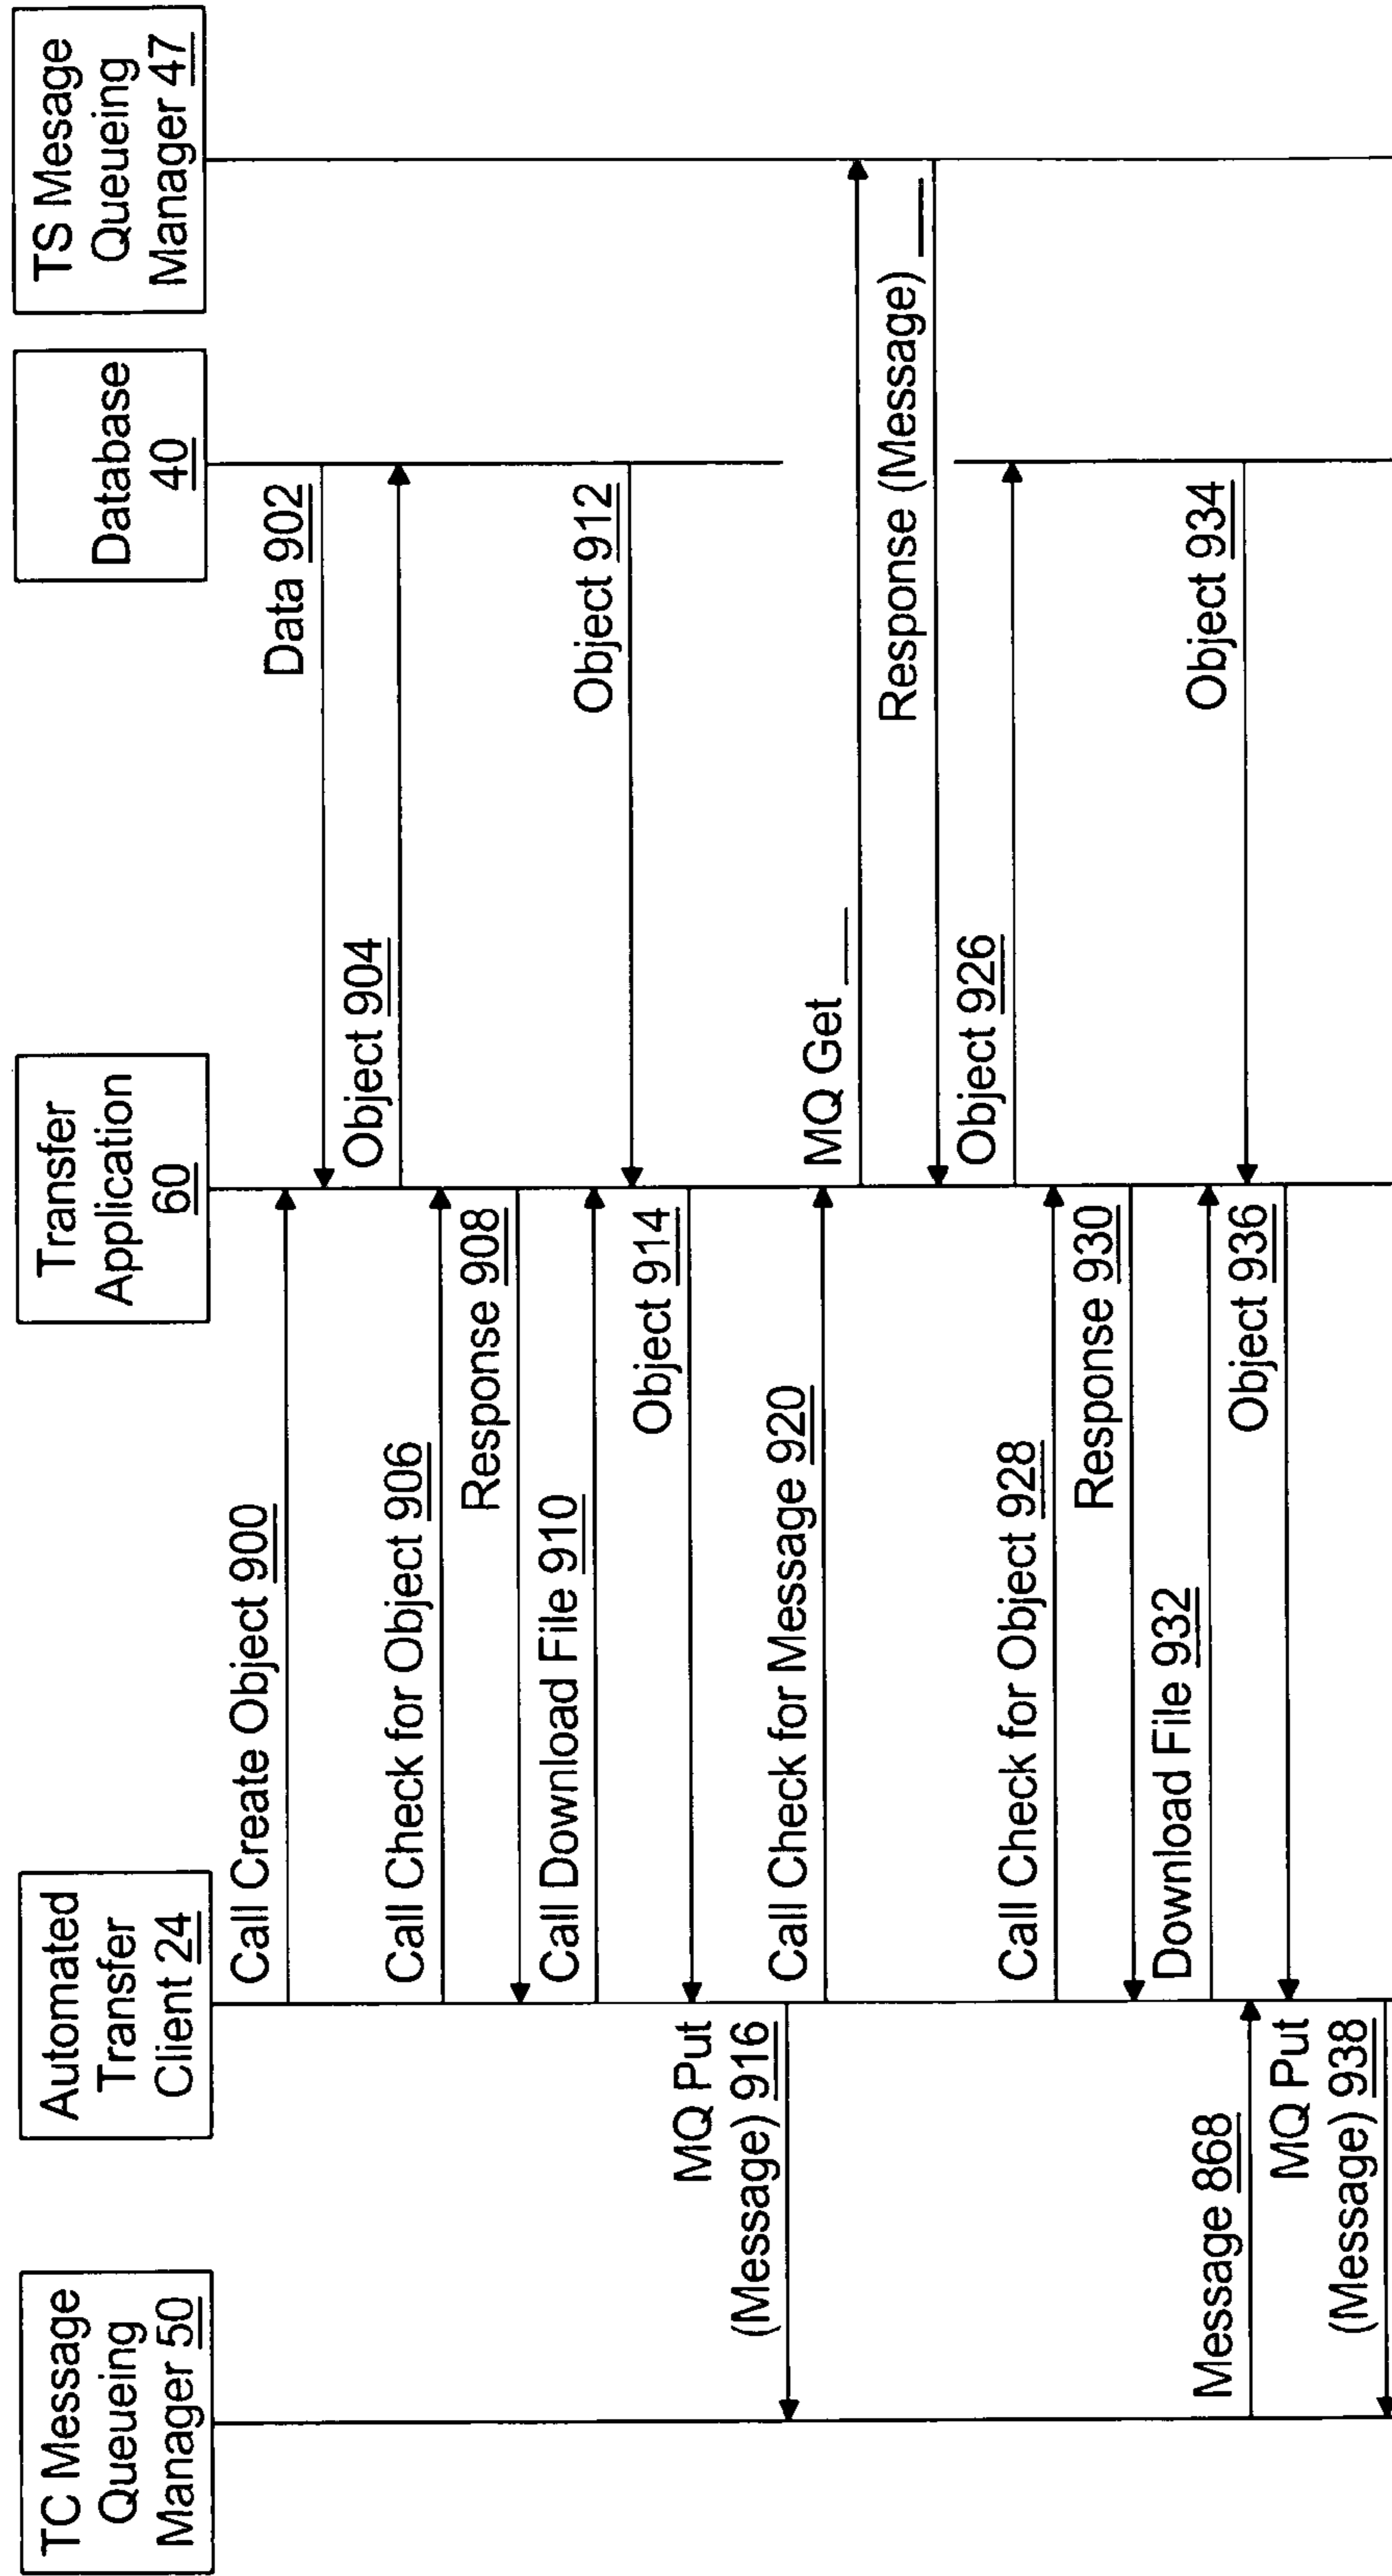 TC Message
Queueing
Manager 50
Automated
Transfer
Client 24
Transfer
Application
60
Database
40
TS Mesage
Queueing
Manager 47
Call Create Object 900
Data 902
Object 904
Call Check for Object 906
Response 908
Call Download File 910
Object 912
Object 914
MQ Put
(Message) 916
Call Check for Message 920
MQ Get
Response (Message)
Object 926
Call Check for Object 928
Response 930
Download File 932
Message 868
Object 934
Object 936
MQ Put
(Message) 938